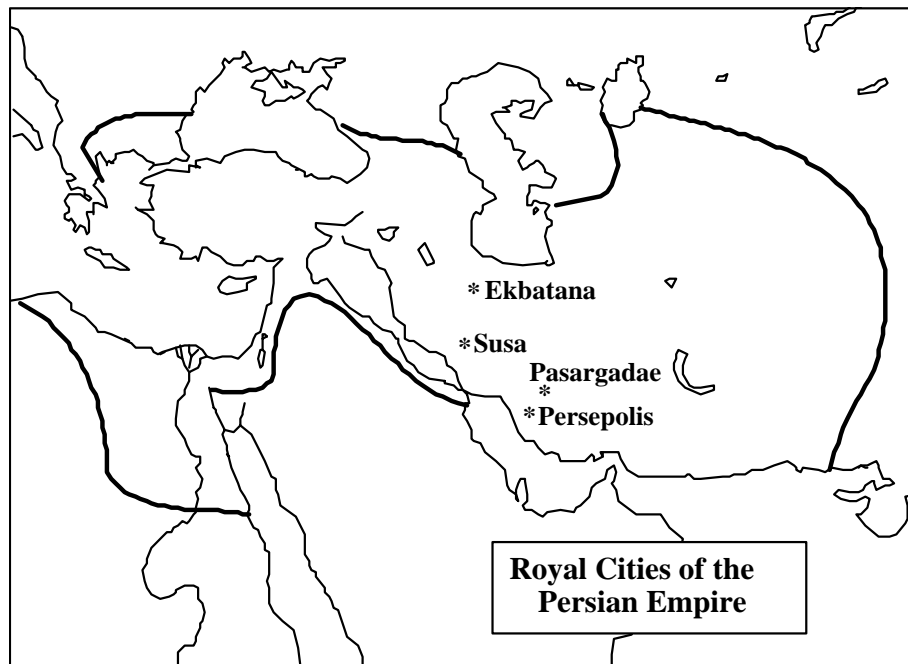 * Ekbatana
* Susa
Pasargadae
*
* Persepolis
Royal Cities of the
Persian Empire